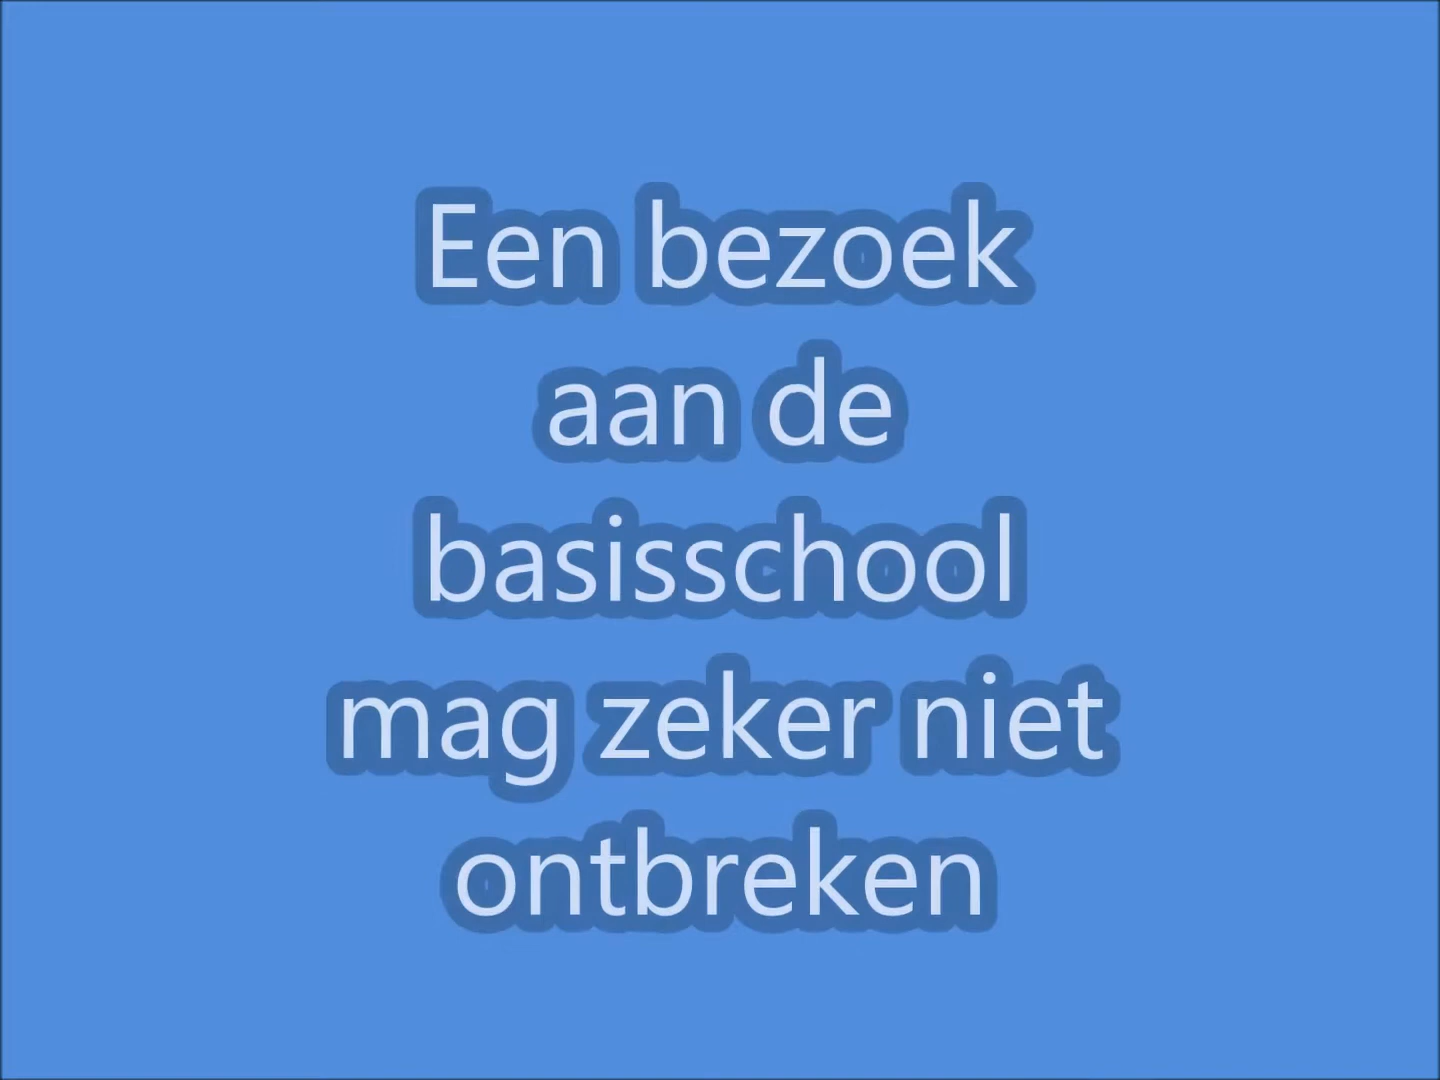 Een bezoek
aan de
basisschool
mag zeker niet
ontbreken